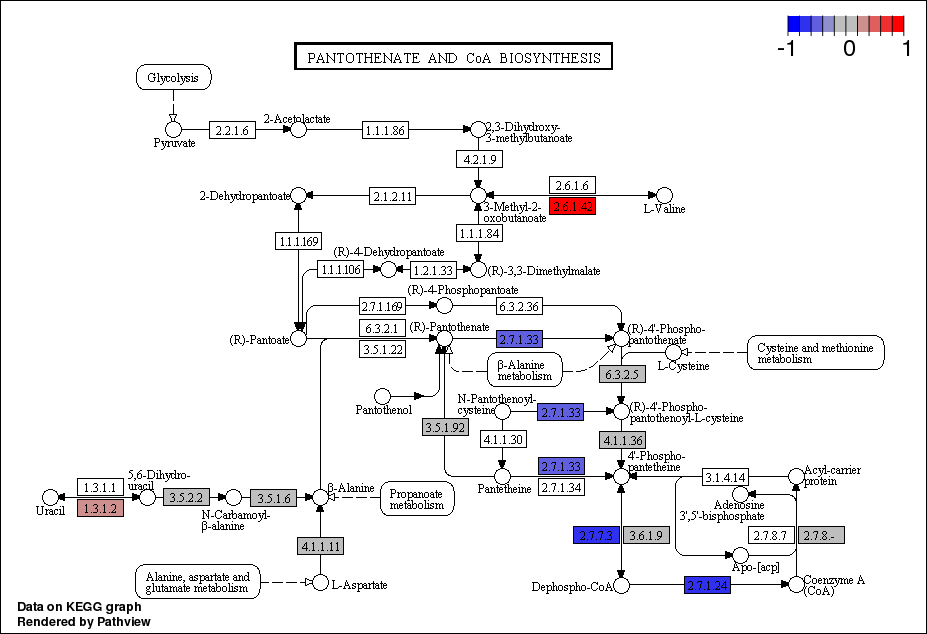 -1 0 1
PANTOTHENATE AND CoA BIOSYNTHESIS
Glycolysis
2-Acetolactate
2.2.1.6
1.1.1.86
2,3-Dihydroxy-
3-methylbutanoate
Pyruvate
4.2.1.9
2.6.1.6
2-Dehydropantoate
2.1.2.11
2.6.1.42
3-Methyl-2-
oxobutanoate
L-Valine
1.1.1.84
1.1.1.169
(R)-4-Dehydropantoate
1.1.1.106
1.2.1.33
(R)-3,3-Dimethylmalate
(R)-4-Phosphopantoate
2.7.1.169
6.3.2.36
6.3.2.1
(R)-Pantothenate
(R)-4'-Phospho-
pantothenate
(R)-Pantoate
2.7.1.33
3.5.1.22
Cysteine and methionine
metabolism
β-Alanine
metabolism
L-Cysteine
6.3.2.5
N-Pantothenoyl-
cysteine
Pantothenol
2.7.1.33
(R)-4'-Phospho-
pantothenoyl-L-cysteine
3.5.1.92
4.1.1.30
4.1.1.36
4'-Phospho-
pantetheine
2.7.1.33
Pantetheine
2.7.1.34
3.1.4.14
Acyl-carrier
protein
5,6-Dihydro-
uracil
1.3.1.1
β-Alanine
3.5.2.2
3.5.1.6
Propanoate
metabolism
Uracil
1.3.1.2
N-Carbamoyl-
β-alanine
Adenosine
3',5'-bisphosphate
2.7.7.3
3.6.1.9
2.7.8.7
2.7.8.-
4.1.1.11
Apo-[acp]
Alanine, aspartate and
glutamate metabolism
L-Aspartate
Dephospho-CoA
2.7.1.24
Coenzyme A
(CoA)
Data on KEGG graph
Rendered by Pathview